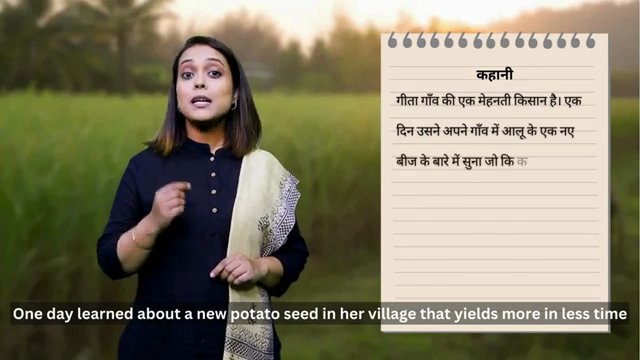 कहानी
गीता गाँव की एक मेहनती किसान है। एक
दिन उसने अपने गाँव में आलू के एक नए
बीज के बारे में सुना जो कि क
One day learned about a new potato seed in her village that yields more in less time